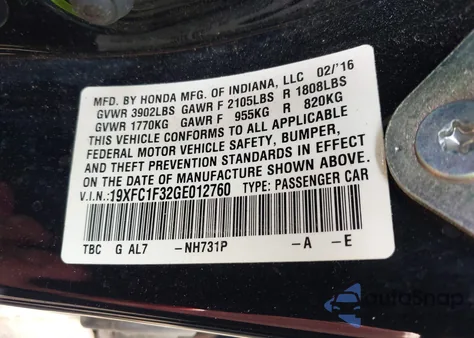 MFD. BY HONDA MFG. OF INDIANA, LLC 02/'16
GVWR 3902LBS GAWR F 2105LBS R 1808LBS
GVWR 1770KG GAWR F 955KG R 820KG
THIS VEHICLE CONFORMS TO ALL APPLICABLE
FEDERAL MOTOR VEHICLE SAFETY, BUMPER,
AND THEFT PREVENTION STANDARDS IN EFFECT
ON THE DATE OF MANUFACTURE SHOWN ABOVE.
V.I.N.:19XFC1F32GE012760 TYPE: PASSENGER CAR
TBC G AL7 -NH731P -A -E
autoSnap